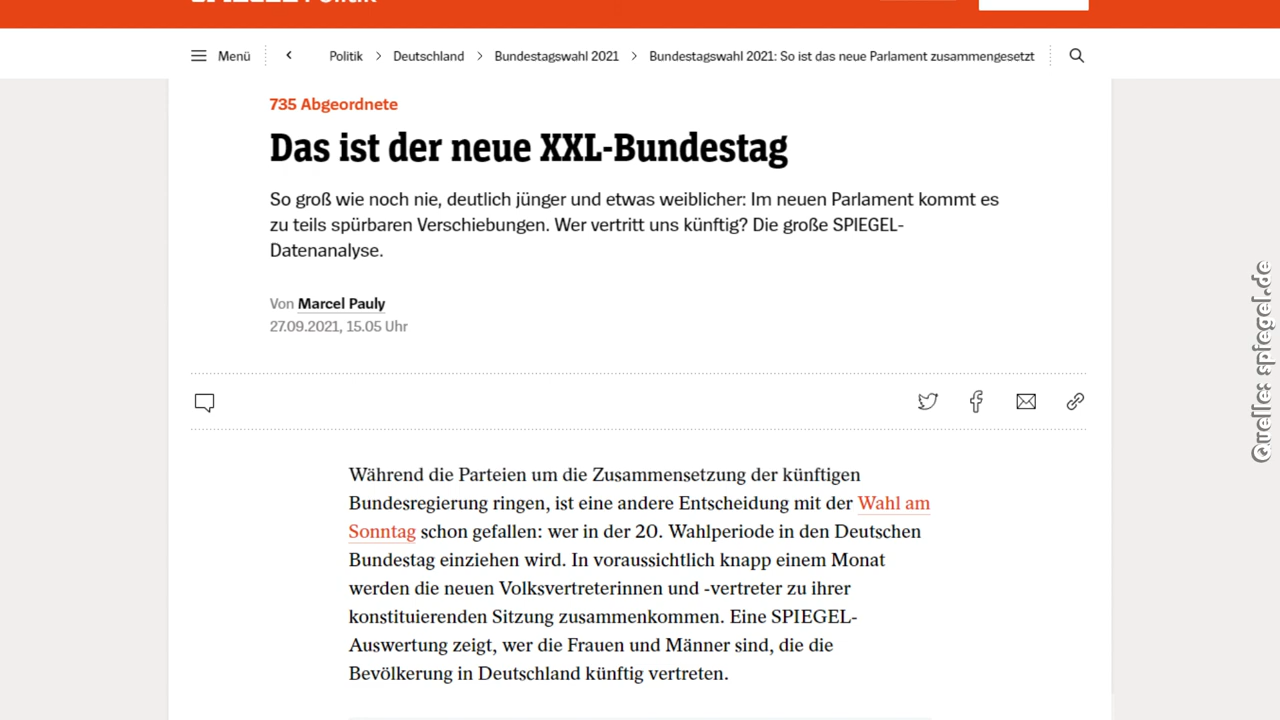 SPIEGEL Politik
Menü
Politik > Deutschland > Bundestagswahl 2021 > Bundestagswahl 2021: So ist das neue Parlament zusammengesetzt
735 Abgeordnete
Das ist der neue XXL-Bundestag
So groß wie noch nie, deutlich jünger und etwas weiblicher: Im neuen Parlament kommt es
zu teils spürbaren Verschiebungen. Wer vertritt uns künftig? Die große SPIEGEL-
Datenanalyse.
Von Marcel Pauly
27.09.2021, 15.05 Uhr
Während die Parteien um die Zusammensetzung der künftigen
Bundesregierung ringen, ist eine andere Entscheidung mit der Wahl am
Sonntag schon gefallen: wer in der 20. Wahlperiode in den Deutschen
Bundestag einziehen wird. In voraussichtlich knapp einem Monat
werden die neuen Volksvertreterinnen und -vertreter zu ihrer
konstituierenden Sitzung zusammenkommen. Eine SPIEGEL-
Auswertung zeigt, wer die Frauen und Männer sind, die die
Bevölkerung in Deutschland künftig vertreten.
Quelle: spiegel.de